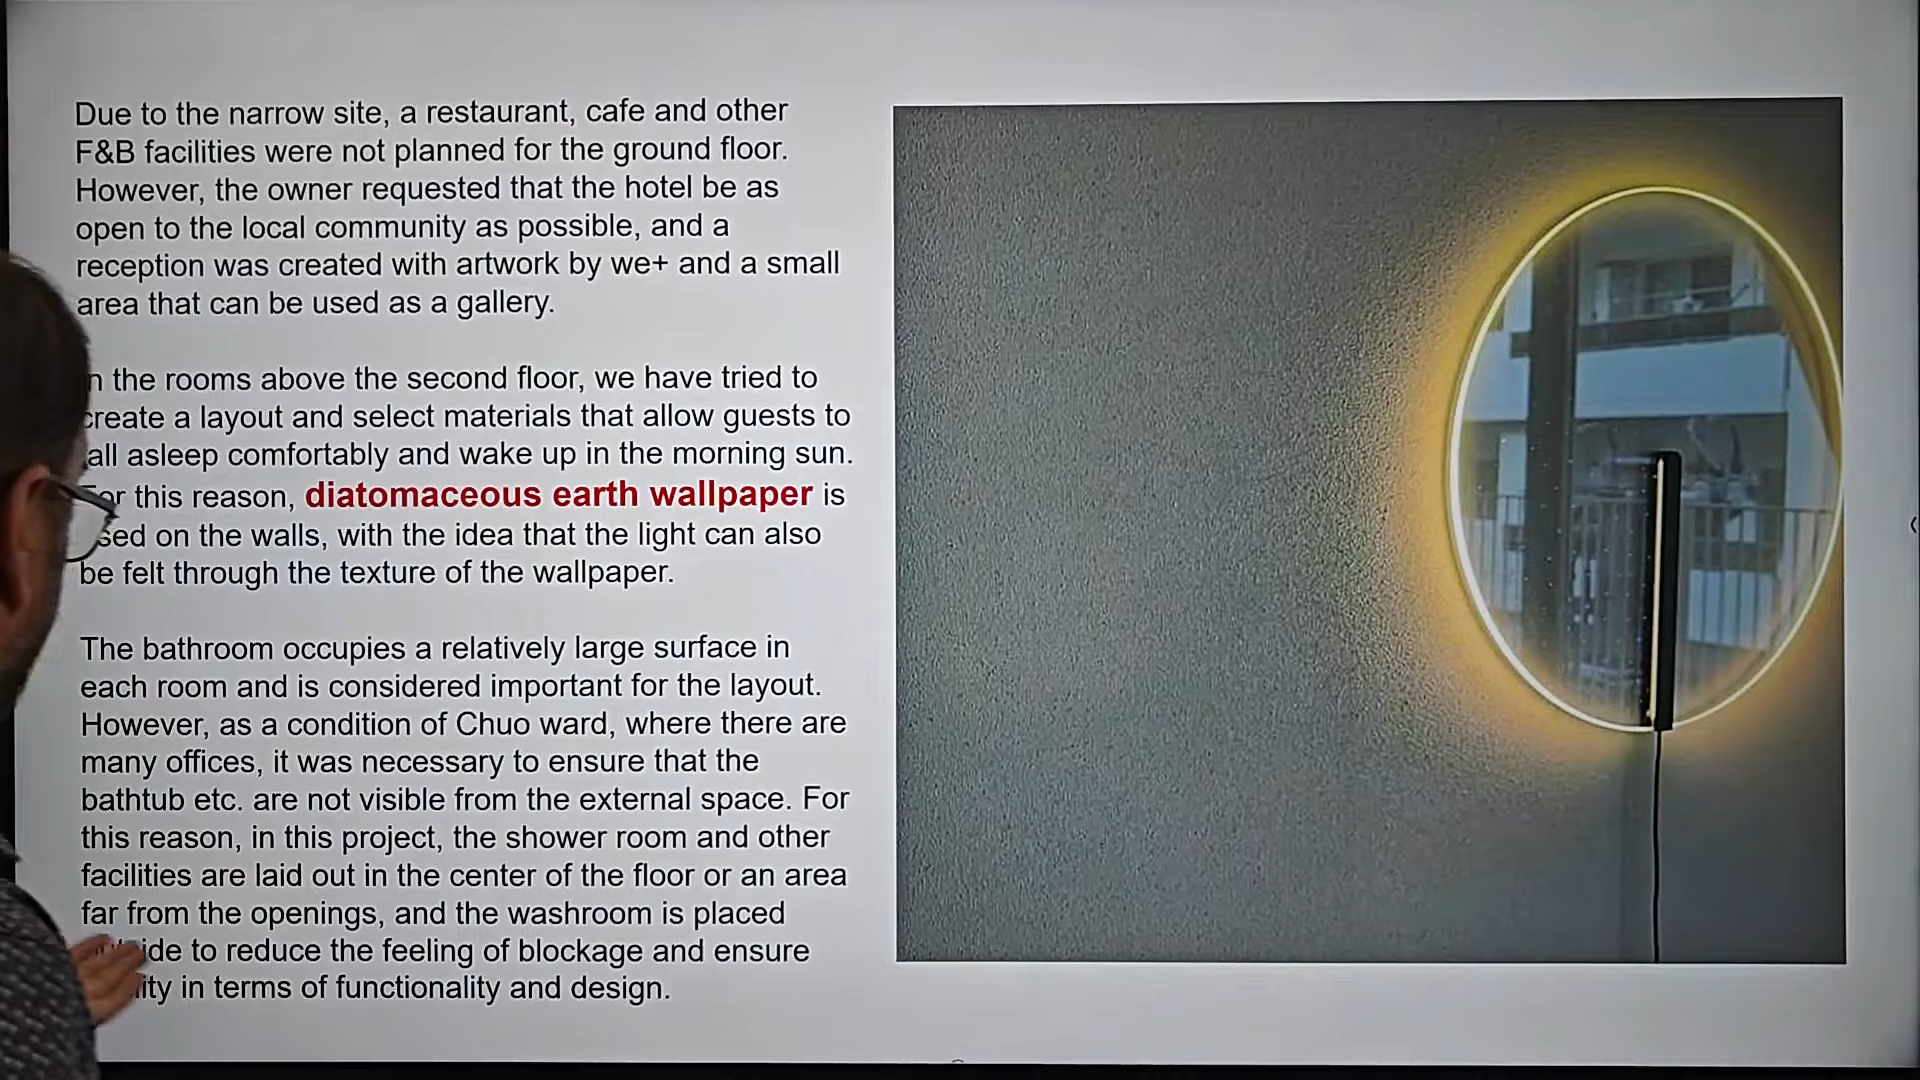 Due to the narrow site, a restaurant, cafe and other
F&B facilities were not planned for the ground floor.
However, the owner requested that the hotel be as
open to the local community as possible, and a
reception was created with artwork by we+ and a small
area that can be used as a gallery.
the rooms above the second floor, we have tried to
create a layout and select materials that allow guests to
asleep comfortably and wake up in the morning sun.
For this reason, diatomaceous earth wallpaper is
on the walls, with the idea that the light can also
be felt through the texture of the wallpaper.
The bathroom occupies a relatively large surface in
each room and is considered important for the layout.
However, as a condition of Chuo ward, where there are
many offices, it was necessary to ensure that the
bathtub etc. are not visible from the external space. For
this reason, in this project, the shower room and other
facilities are laid out in the center of the floor or an area
far from the openings, and the washroom is placed
to reduce the feeling of blockage and ensure
in terms of functionality and design.